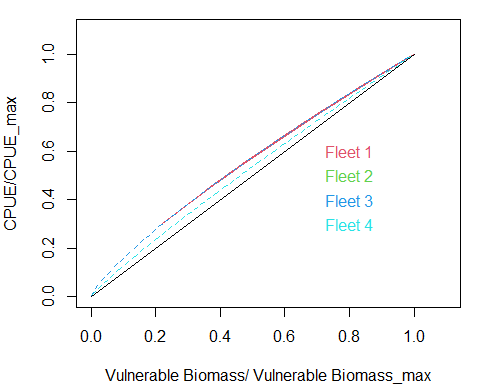 CPUE/CPUE_max
1.0
0.8
0.6
0.4
0.2
0.0
Fleet 1
Fleet 2
Fleet 3
Fleet 4
0.0 0.2 0.4 0.6 0.8 1.0
Vulnerable Biomass/ Vulnerable Biomass_max